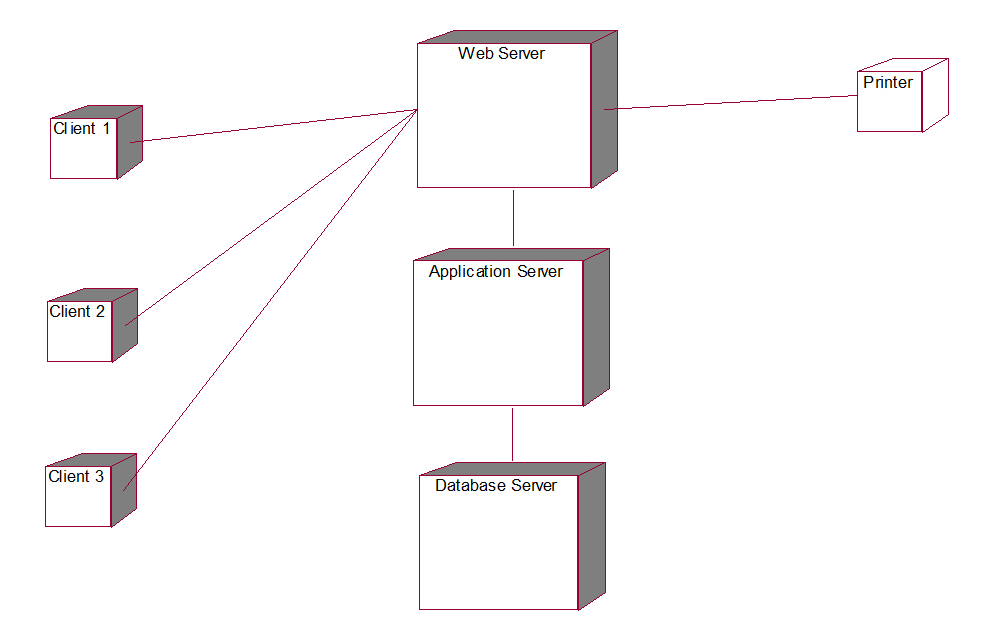 Web Server
Printer
Client 1
Application Server
Client 2
Client 3
Database Server